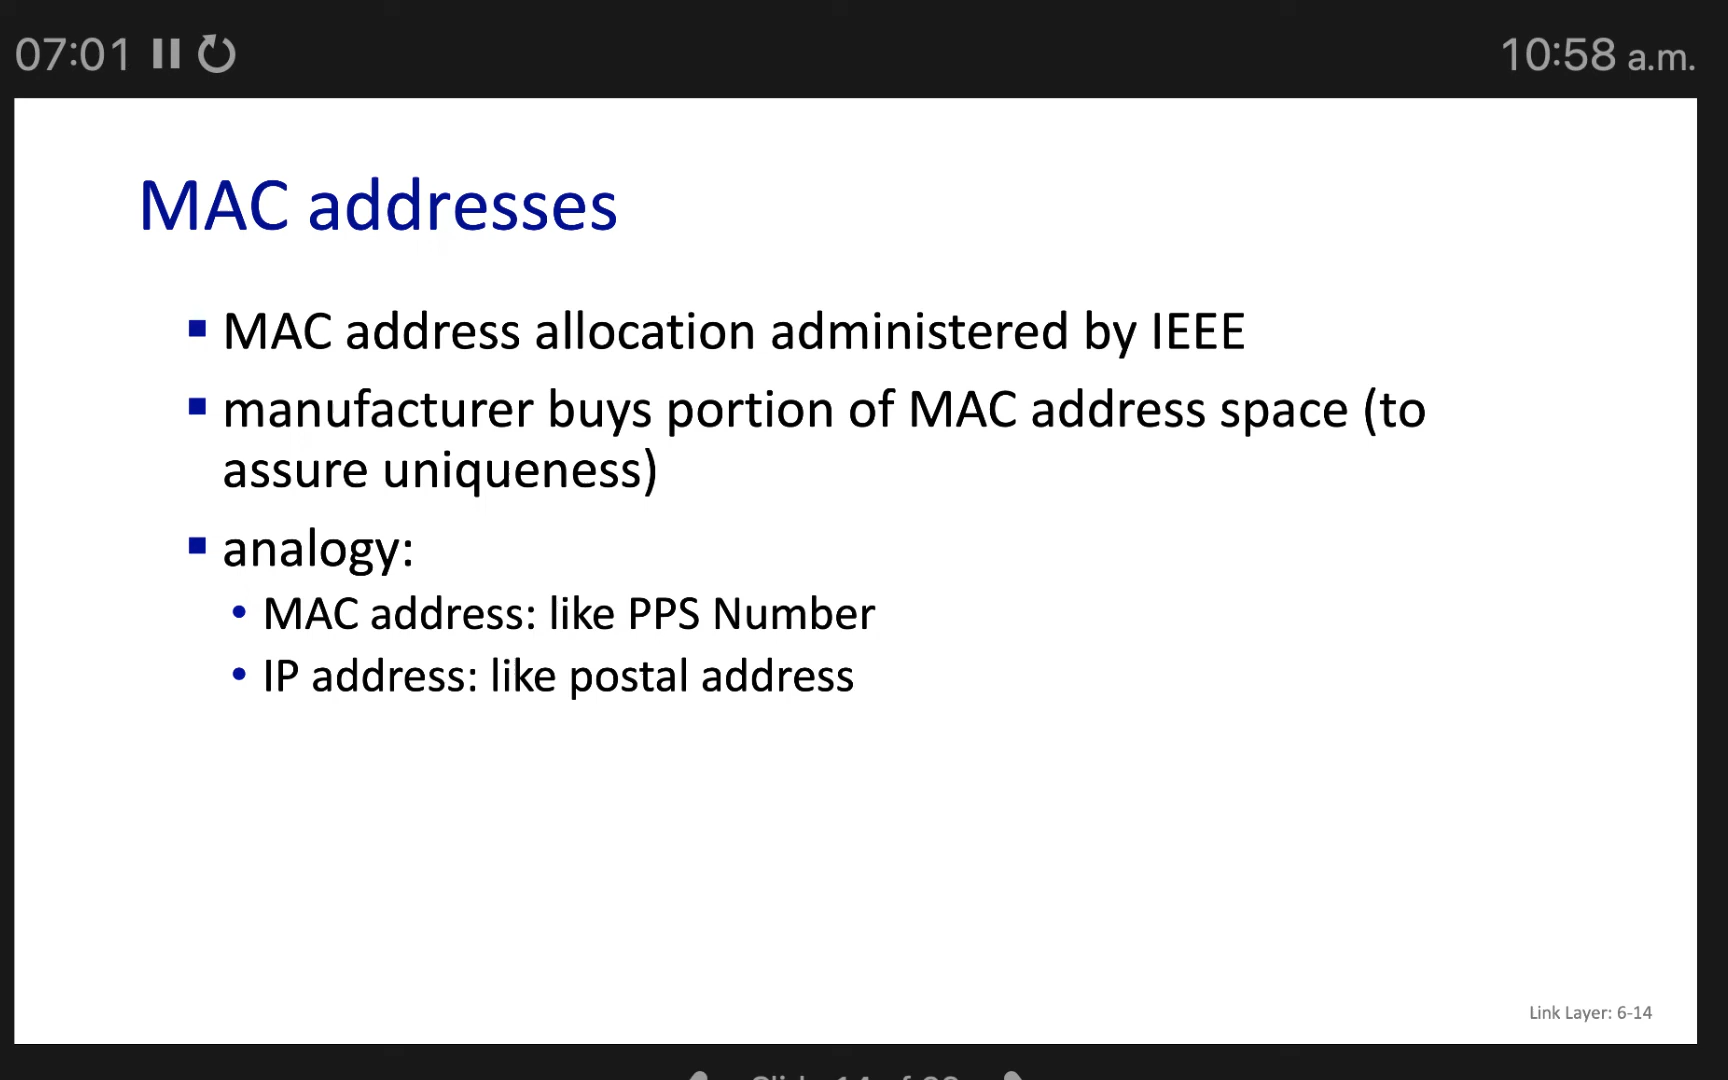 07:01
10:58 a.m.
MAC addresses
MAC address allocation administered by IEEE
manufacturer buys portion of MAC address space (to
assure uniqueness)
analogy:
MAC address: like PPS Number
IP address: like postal address
Link Layer: 6-14